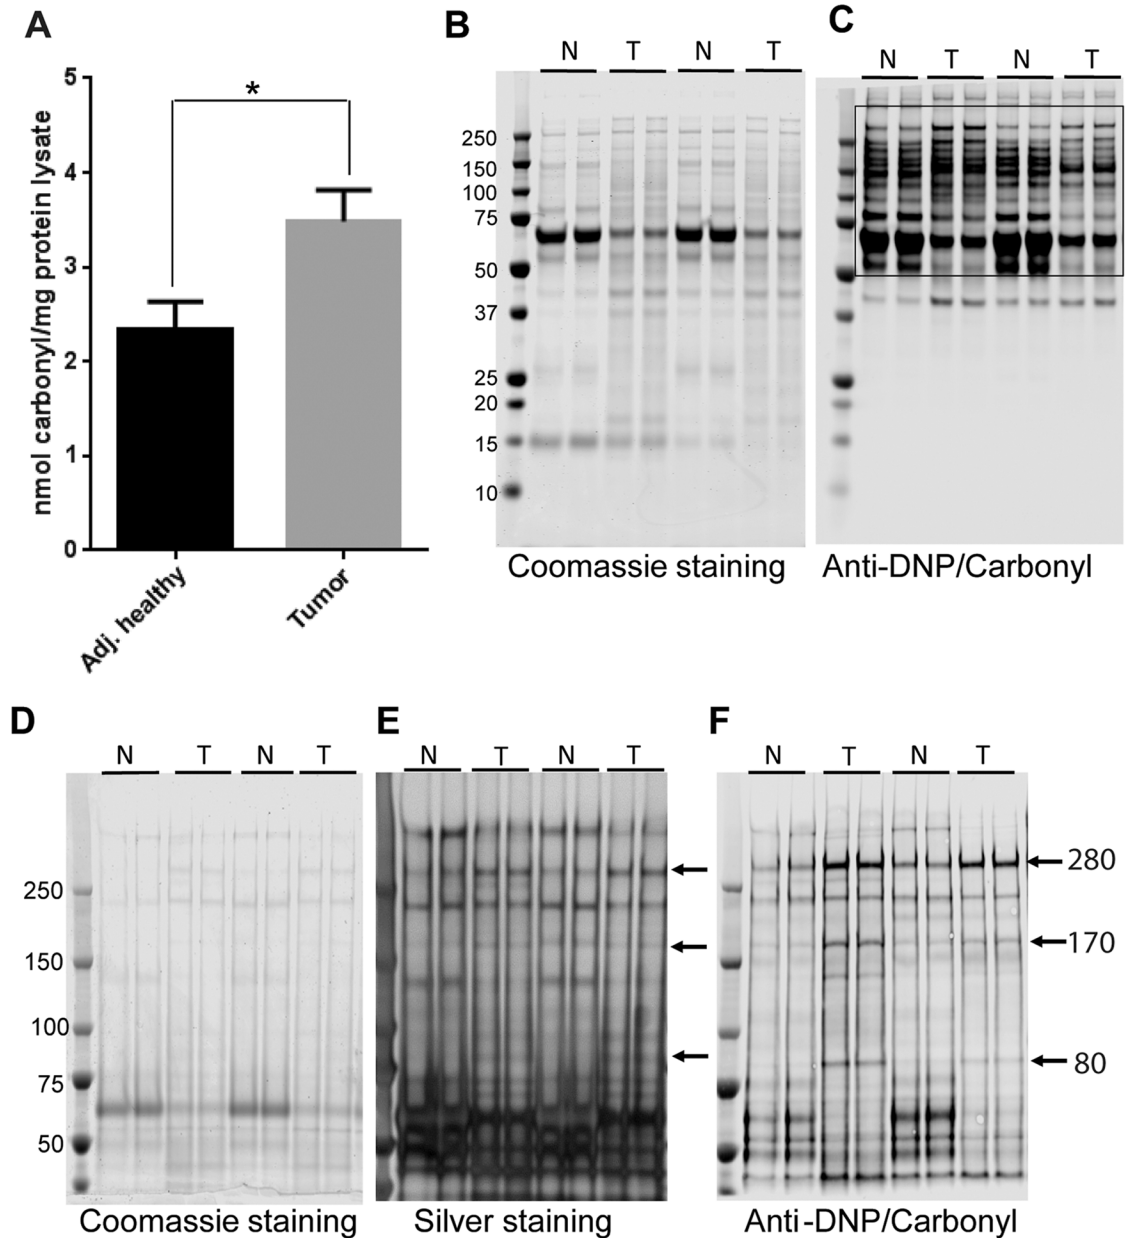 A
nmol carbonyl/mg protein lysate
5
4
3
2
1
0
*
Adj. healthy
Tumor
B
N T N T
250
150
100
75
50
37
25
20
15
10
Coomassie staining
C
N T N T
Anti-DNP/Carbonyl
D
N T N T
250
150
100
75
50
Coomassie staining
E
N T N T
Silver staining
F
N T N T
280
170
80
Anti-DNP/Carbonyl